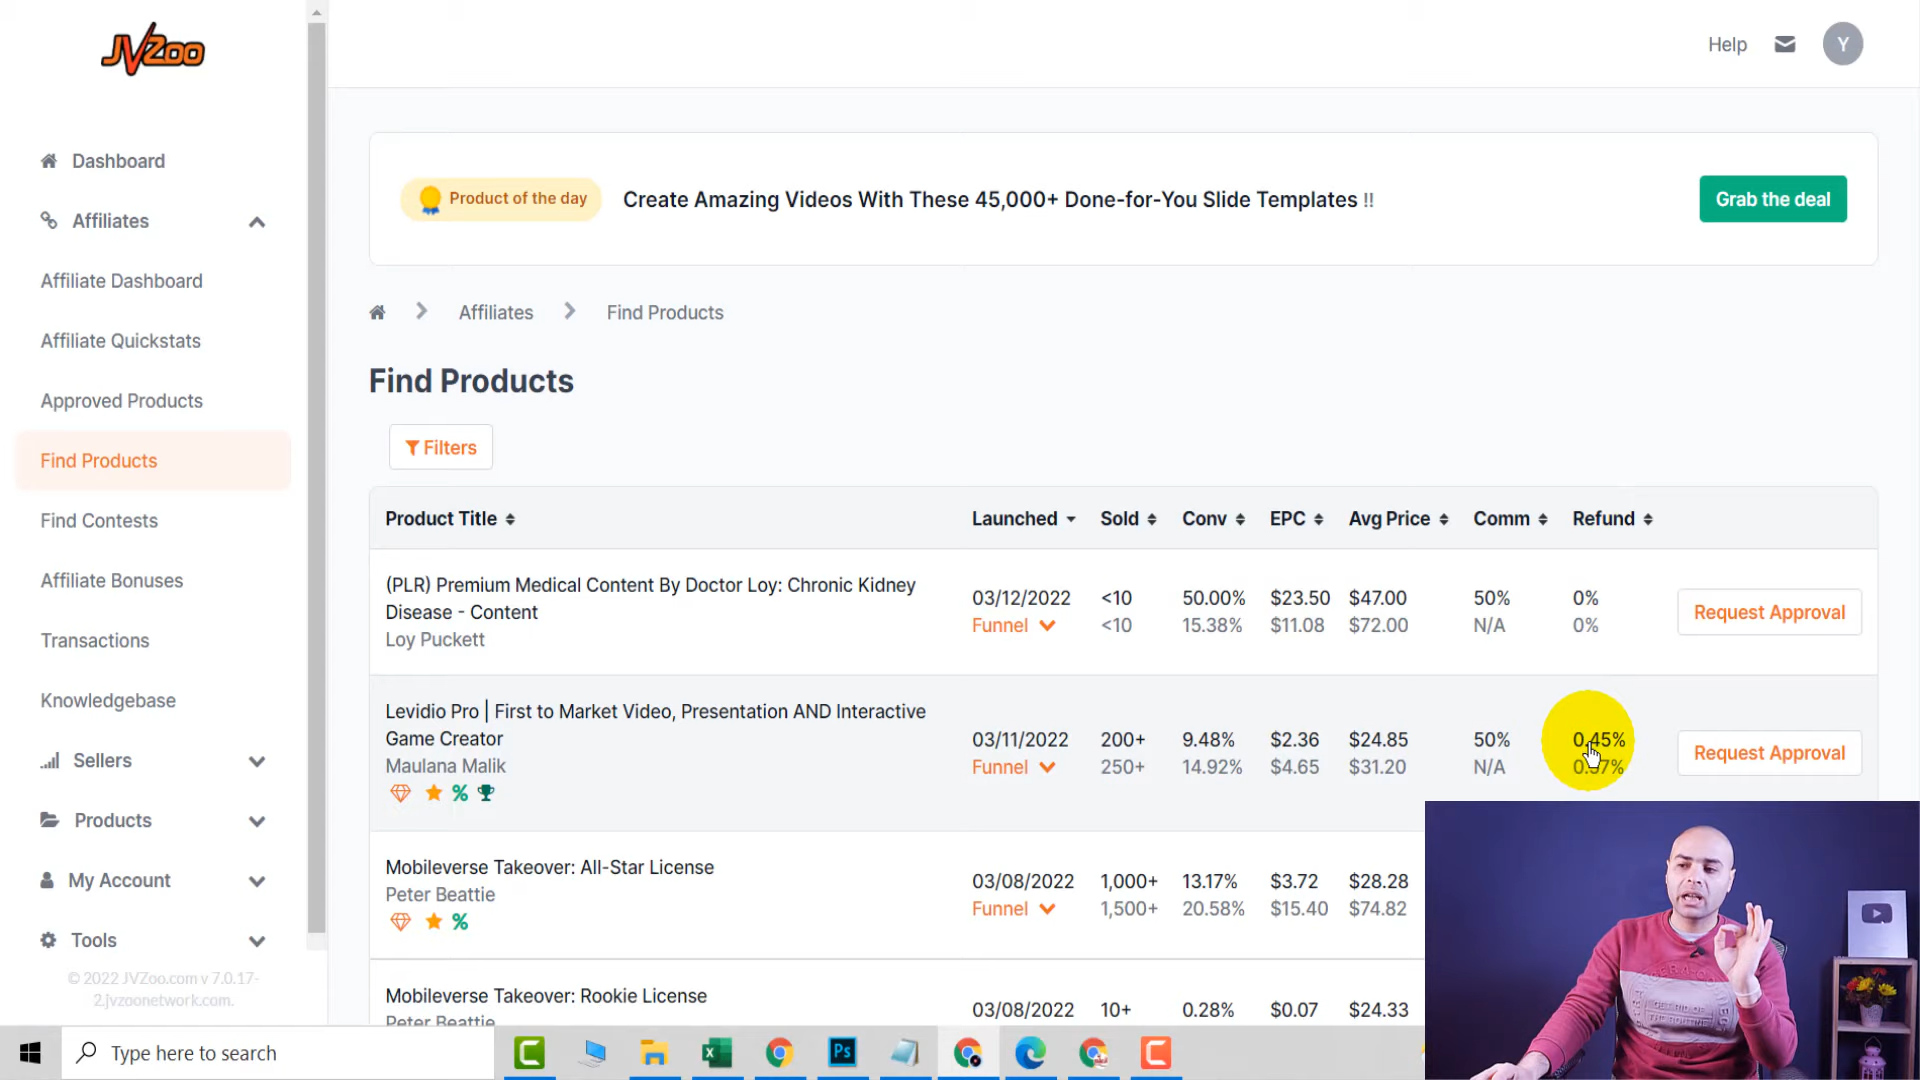 JVZoo
Help
Y
Dashboard
Affiliates
Affiliate Dashboard
Affiliate Quickstats
Approved Products
Find Products
Find Contests
Affiliate Bonuses
Transactions
Knowledgebase
Sellers
Products
My Account
Tools
© 2022 JVZoo.com v 7.0.17-
2.jvzoonetwork.com.
Product of the day
Create Amazing Videos With These 45,000+ Done-for-You Slide Templates !!
Grab the deal
Affiliates
Find Products
Find Products
Filters
Product Title Launched Sold Conv EPC Avg Price Comm Refund
(PLR) Premium Medical Content By Doctor Loy: Chronic Kidney
Disease - Content
Loy Puckett
03/12/2022 <10 50.00% $23.50 $47.00 50% 0%
Funnel <10 15.38% $11.08 $72.00 N/A 0%
Request Approval
Levidio Pro | First to Market Video, Presentation AND Interactive
Game Creator
Maulana Malik
03/11/2022 200+ 9.48% $2.36 $24.85 50% 0.45%
Funnel 250+ 14.92% $4.65 $31.20 N/A
Request Approval
Mobileverse Takeover: All-Star License
Peter Beattie
03/08/2022 1,000+ 13.17% $3.72 $28.28
Funnel 1,500+ 20.58% $15.40 $74.82
Mobileverse Takeover: Rookie License
Peter Beattie
03/08/2022 10+ 0.28% $0.07 $24.33
Type here to search
Ps